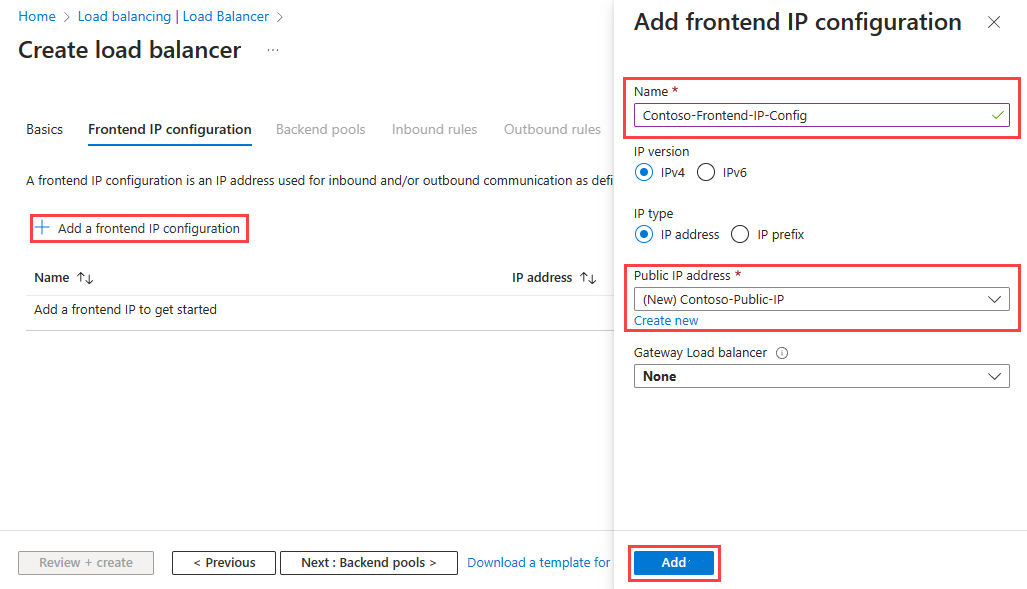 Home > Load balancing | Load Balancer >
Create load balancer ...
Basics Frontend IP configuration Backend pools Inbound rules Outbound rules
A frontend IP configuration is an IP address used for inbound and/or outbound communication as defi
+ Add a frontend IP configuration
Name ↑↓ IP address ↑↓
Add a frontend IP to get started
Review + create < Previous Next : Backend pools > Download a template for
Add frontend IP configuration
Name *
Contoso-Frontend-IP-Config
IP version
IPv4 IPv6
IP type
IP address IP prefix
Public IP address *
(New) Contoso-Public-IP
Create new
Gateway Load balancer
None
Add